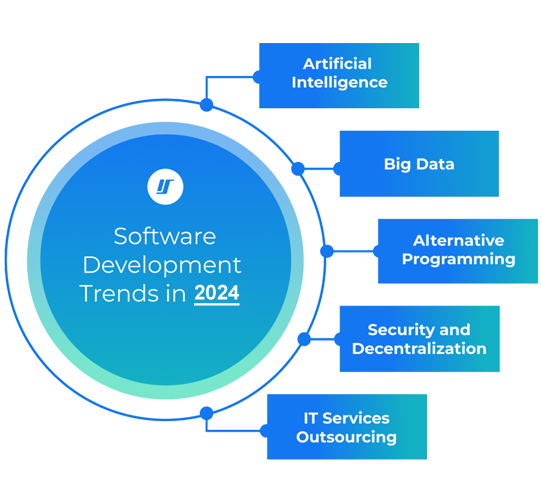 Software
Development
Trends in 2024
Artificial
Intelligence
Big Data
Alternative
Programming
Security and
Decentralization
IT Services
Outsourcing